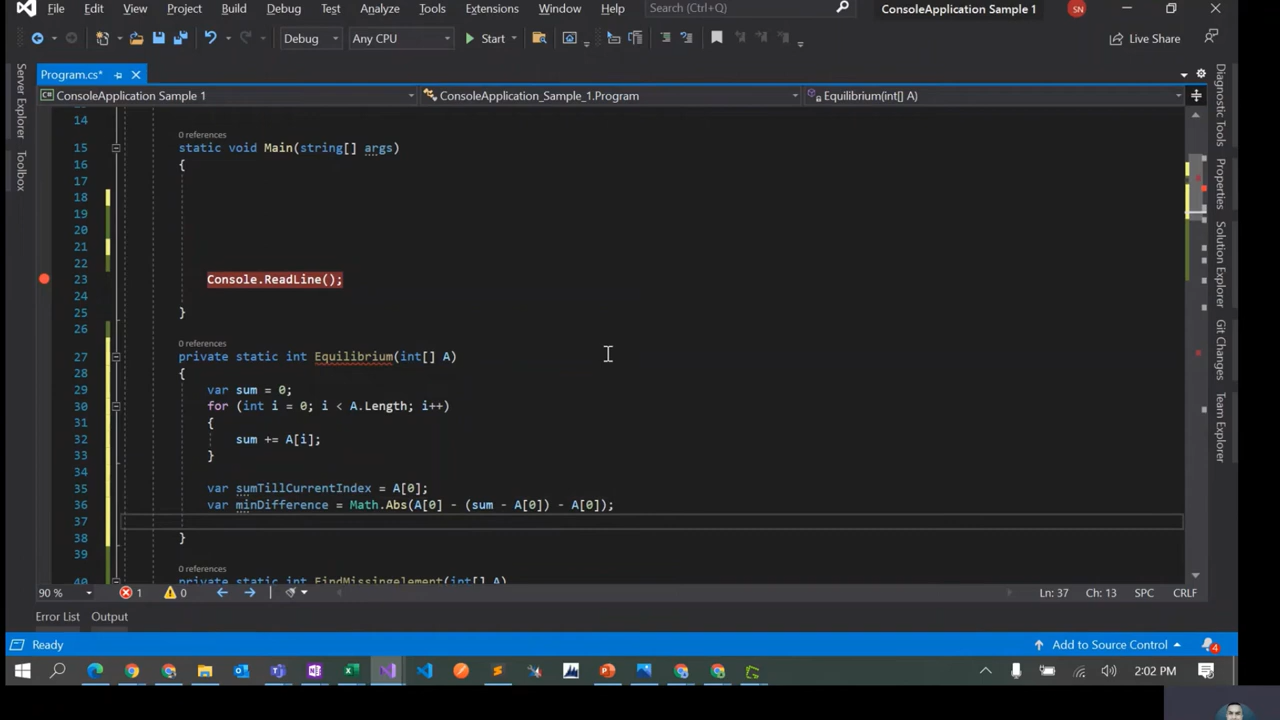 File Edit View Project Build Debug Test Analyze Tools Extensions Window Help Search (Ctrl+Q) ConsoleApplication Sample 1 SN
Debug Any CPU Start Live Share
Program.cs*
ConsoleApplication Sample 1 ConsoleApplication_Sample_1.Program Equilibrium(int[] A)
14
0 references
15 static void Main(string[] args)
16 {
17
18
19
20
21
22
23 Console.ReadLine();
24
25 }
26
0 references
27 private static int Equilibrium(int[] A)
28 {
29 var sum = 0;
30 for (int i = 0; i < A.Length; i++)
31 {
32 sum += A[i];
33 }
34
35 var sumTillCurrentIndex = A[0];
36 var minDifference = Math.Abs(A[0] - (sum - A[0]) - A[0]);
37
38 }
39
0 references
40 private static int FindMissingelement(int[] A)
Server Explorer
Toolbox
Diagnostic Tools
Properties
Solution Explorer
Git Changes
Team Explorer
90 % 1 0 Ln: 37 Ch: 13 SPC CRLF
Error List Output
Ready Add to Source Control 4
2:02 PM